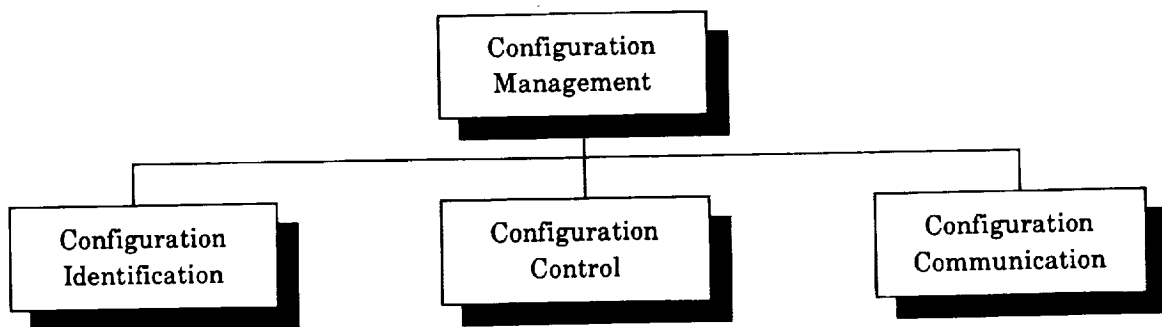 Configuration
Management
Configuration
Identification
Configuration
Control
Configuration
Communication